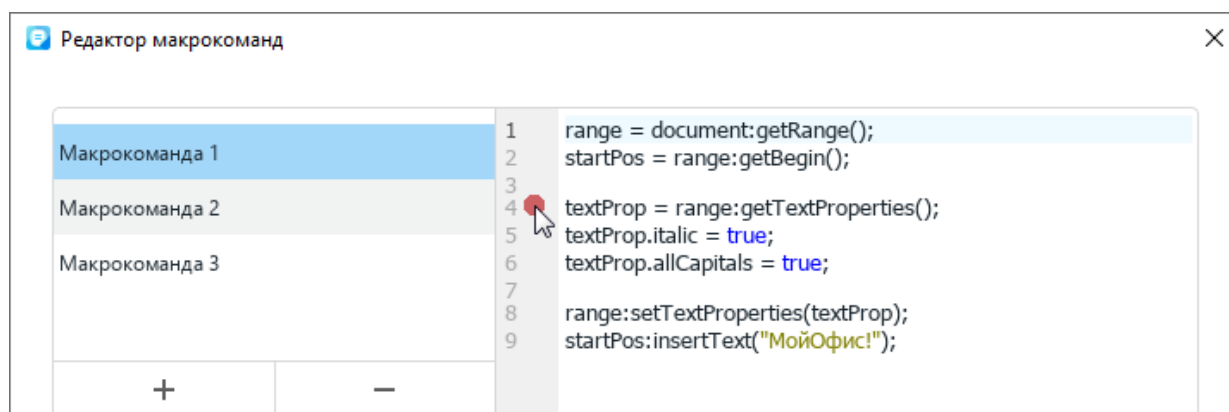 Редактор макрокоманд
Макрокоманда 1
Макрокоманда 2
Макрокоманда 3
+ −
1 range = document:getRange();
2 startPos = range:getBegin();
3
4 textProp = range:getTextProperties();
5 textProp.italic = true;
6 textProp.allCapitals = true;
7
8 range:setTextProperties(textProp);
9 startPos:insertText("МойОфис!");